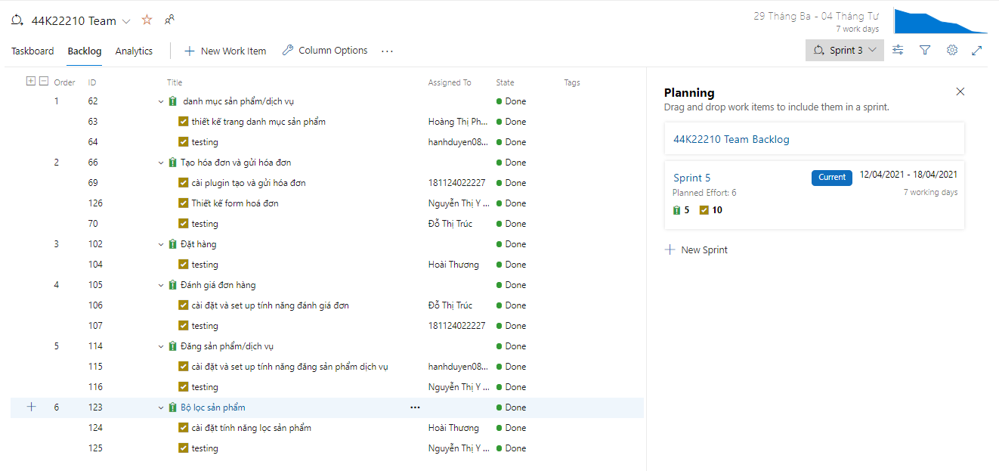 44K22210 Team
29 Tháng Ba - 04 Tháng Tư
7 work days
Taskboard Backlog Analytics New Work Item Column Options ...
Sprint 3
Order ID Title Assigned To State Tags
1 62 danh mục sản phẩm/dịch vụ Done
63 thiết kế trang danh mục sản phẩm Hoàng Thị Ph... Done
64 testing hanhduyen08... Done
2 66 Tạo hóa đơn và gửi hóa đơn Done
69 cài plugin tạo và gửi hóa đơn 181124022227 Done
126 Thiết kế form hoá đơn Nguyễn Thị Y ... Done
70 testing Đỗ Thị Trúc Done
3 102 Đặt hàng Done
104 testing Hoài Thương Done
4 105 Đánh giá đơn hàng Done
106 cài đặt và set up tính năng đánh giá đơn Đỗ Thị Trúc Done
107 testing 181124022227 Done
5 114 Đăng sản phẩm/dịch vụ Done
115 cài đặt và set up tính năng đăng sản phẩm dịch vụ hanhduyen08... Done
116 testing Nguyễn Thị Y ... Done
6 123 Bộ lọc sản phẩm ... Done
124 cài đặt tính năng lọc sản phẩm Hoài Thương Done
125 testing Nguyễn Thị Y ... Done
Planning
Drag and drop work items to include them in a sprint.
44K22210 Team Backlog
Sprint 5 Current 12/04/2021 - 18/04/2021
Planned Effort: 6 7 working days
5 10
New Sprint